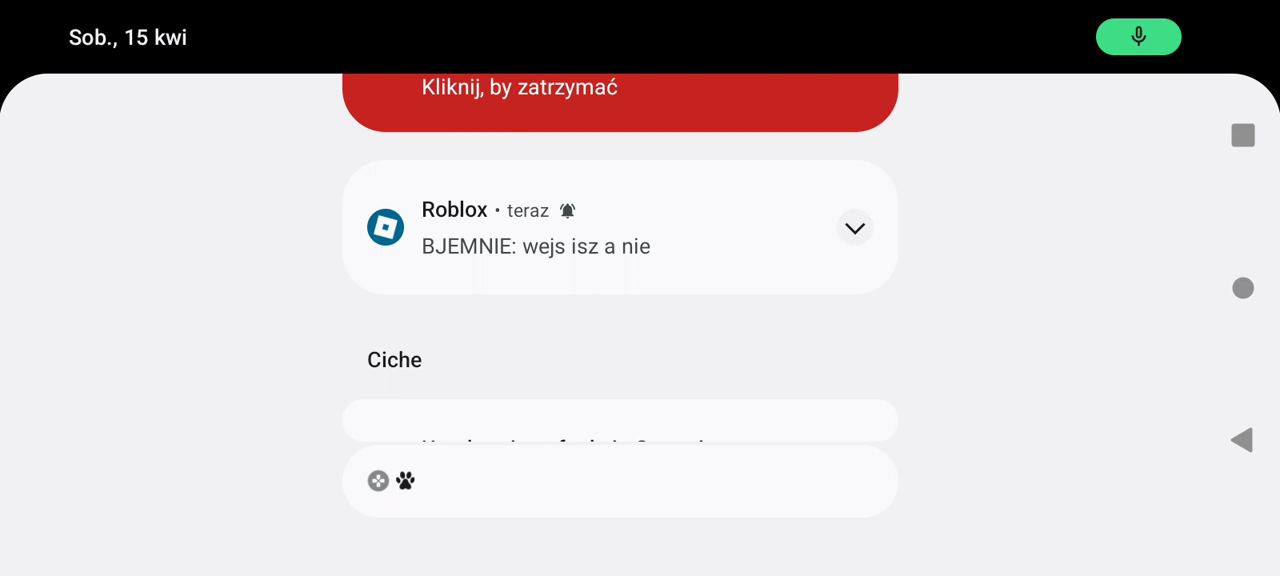 Sob., 15 kwi
Kliknij, by zatrzymać
Roblox • teraz
BJEMNIE: wejs isz a nie
Ciche